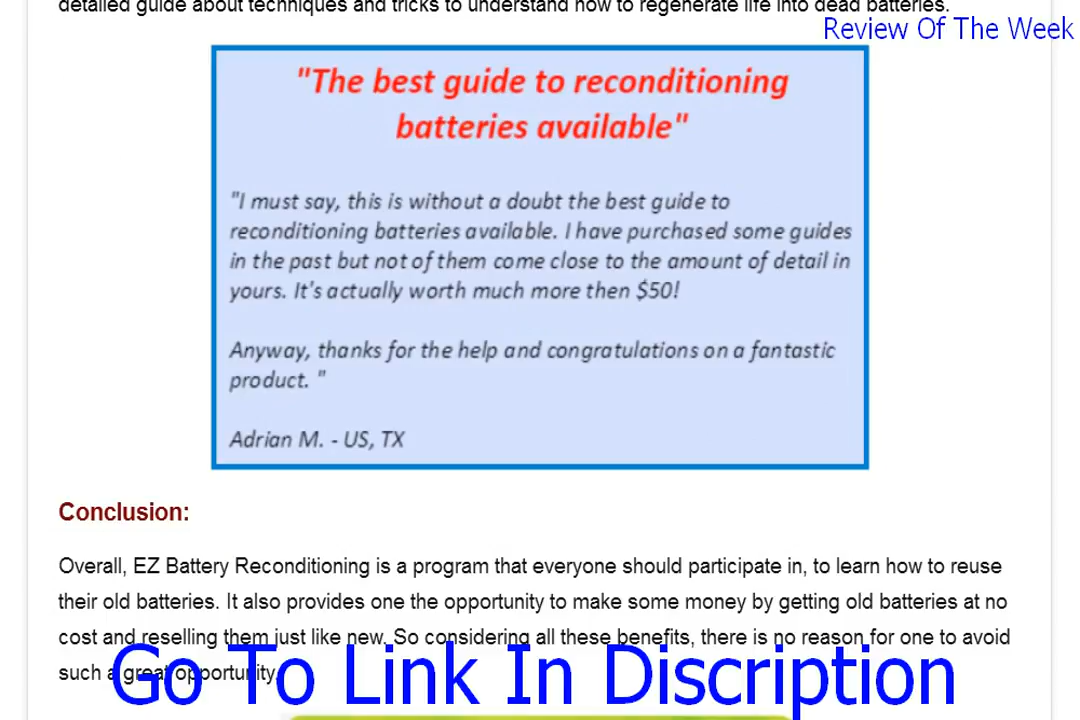 detailed guide about techniques and tricks to understand how to regenerate life into dead batteries.
Review Of The Week
"The best guide to reconditioning
batteries available"
"I must say, this is without a doubt the best guide to
reconditioning batteries available. I have purchased some guides
in the past but not of them come close to the amount of detail in
yours. It's actually worth much more then $50!
Anyway, thanks for the help and congratulations on a fantastic
product. "
Adrian M. - US, TX
Conclusion:
Overall, EZ Battery Reconditioning is a program that everyone should participate in, to learn how to reuse
their old batteries. It also provides one the opportunity to make some money by getting old batteries at no
cost and reselling them just like new. So considering all these benefits, there is no reason for one to avoid
such a great opportunity.
Go To Link In Discription